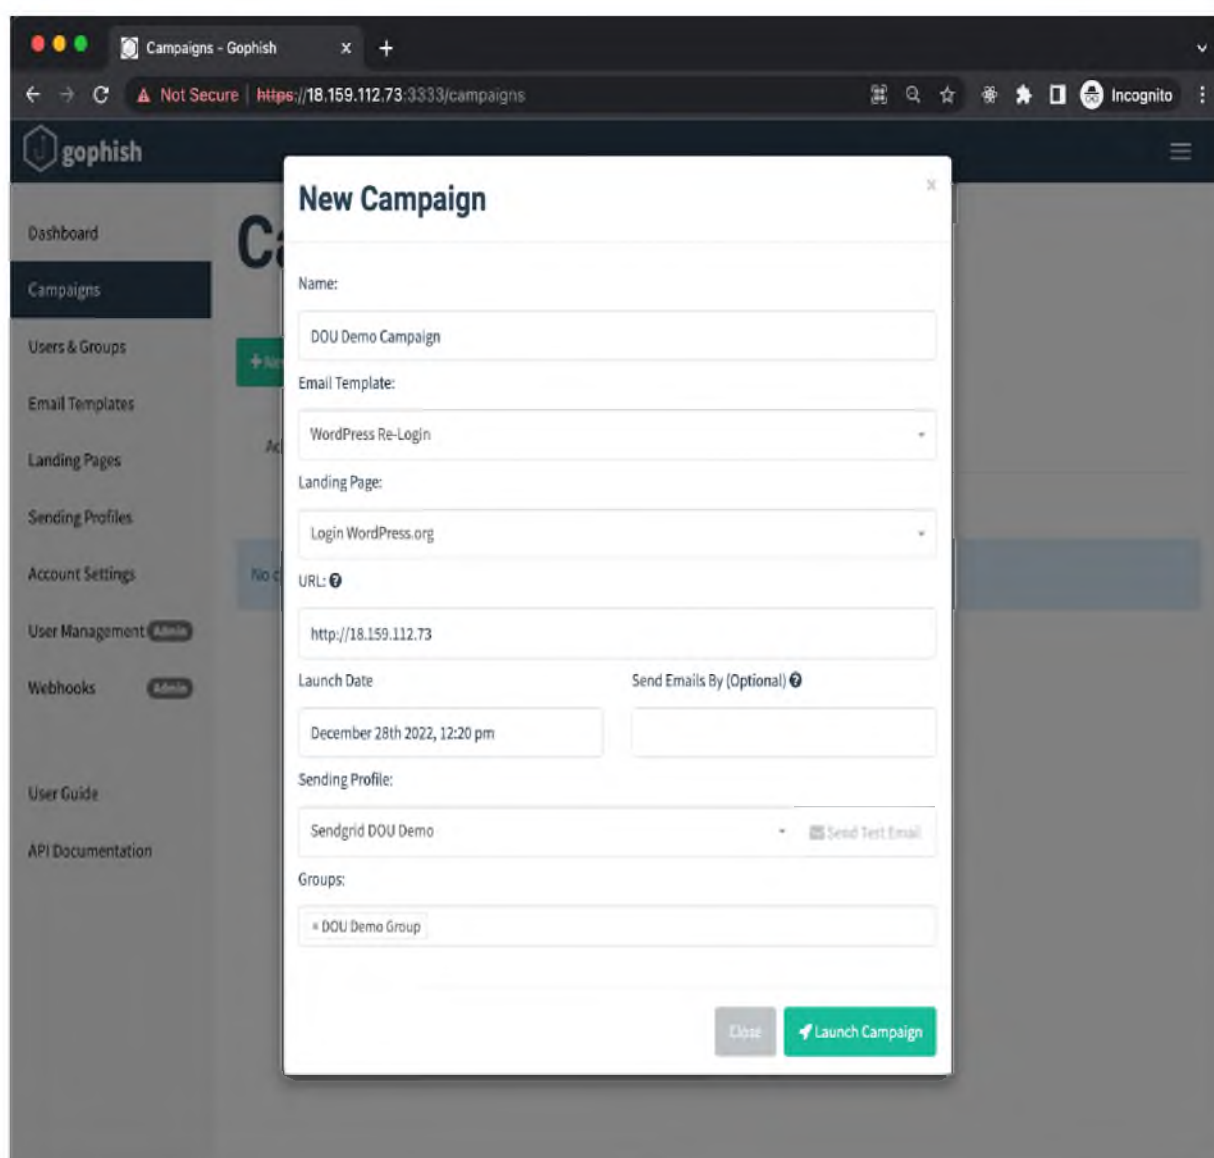 Campaigns - Gophish
Not Secure https://18.159.112.73:3333/campaigns Incognito
gophish
Dashboard
Campaigns
Users & Groups
Email Templates
Landing Pages
Sending Profiles
Account Settings
User Management Admin
Webhooks Admin
User Guide
API Documentation
New Campaign
Name:
DOU Demo Campaign
Email Template:
WordPress Re-Login
Landing Page:
Login WordPress.org
URL:
http://18.159.112.73
Launch Date
Send Emails By (Optional)
December 28th 2022, 12:20 pm
Sending Profile:
Sendgrid DOU Demo
Send Test Email
Groups:
× DOU Demo Group
Close
Launch Campaign